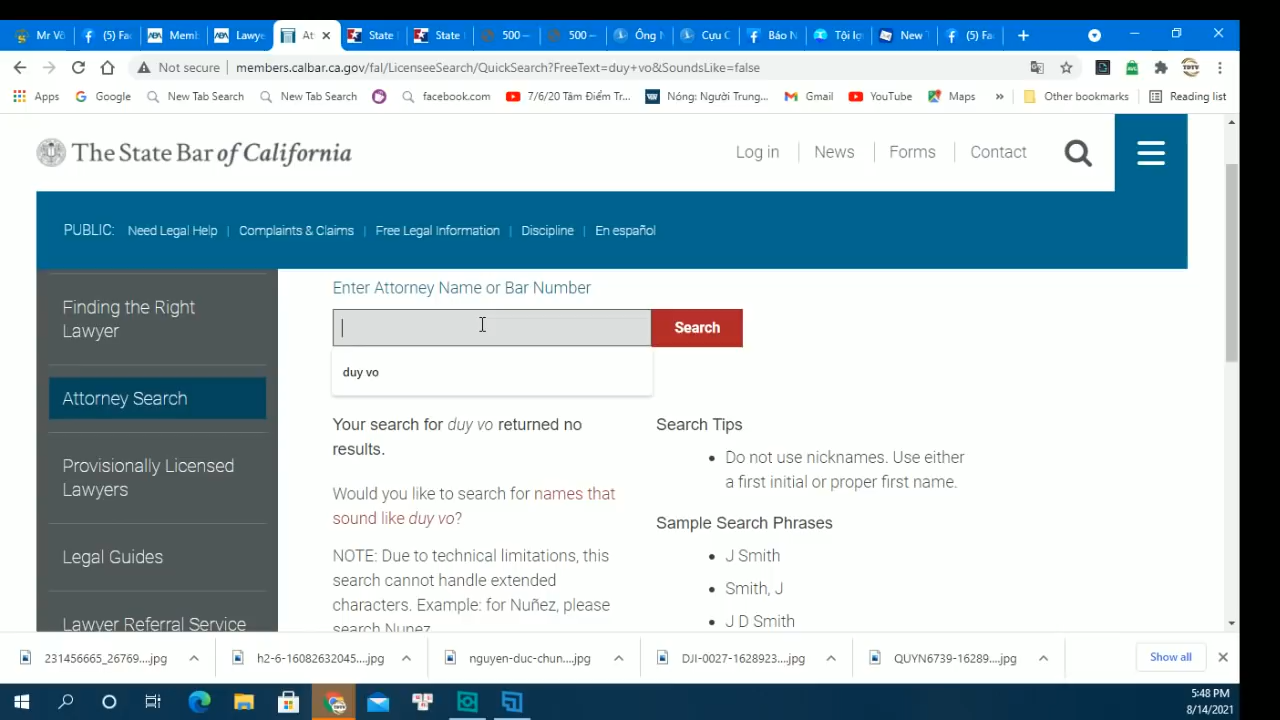 Mr Võ
(5) Fac
Memb
Lawye
At
State
State
500 —
500 —
Ông N
Cựu C
Báo N
Tội lợ
New T
(5) Fac
Not secure
members.calbar.ca.gov/fal/LicenseeSearch/QuickSearch?FreeText=duy+vo&SoundsLike=false
Apps
Google
New Tab Search
New Tab Search
facebook.com
7/6/20 Tâm Điểm Tr...
Nóng: Người Trung...
Gmail
YouTube
Maps
»
Other bookmarks
Reading list
The State Bar of California
Log in
News
Forms
Contact
PUBLIC: Need Legal Help | Complaints & Claims | Free Legal Information | Discipline | En español
Finding the Right
Lawyer
Attorney Search
Provisionally Licensed
Lawyers
Legal Guides
Lawyer Referral Service
Enter Attorney Name or Bar Number
Search
duy vo
Your search for duy vo returned no
results.
Would you like to search for names that
sound like duy vo?
NOTE: Due to technical limitations, this
search cannot handle extended
characters. Example: for Nuñez, please
search Nunez
Search Tips
Do not use nicknames. Use either
a first initial or proper first name.
Sample Search Phrases
J Smith
Smith, J
J D Smith
231456665_26769....jpg
h2-6-16082632045....jpg
nguyen-duc-chun....jpg
DJI-0027-1628923....jpg
QUYN6739-16289....jpg
Show all
5:48 PM
8/14/2021